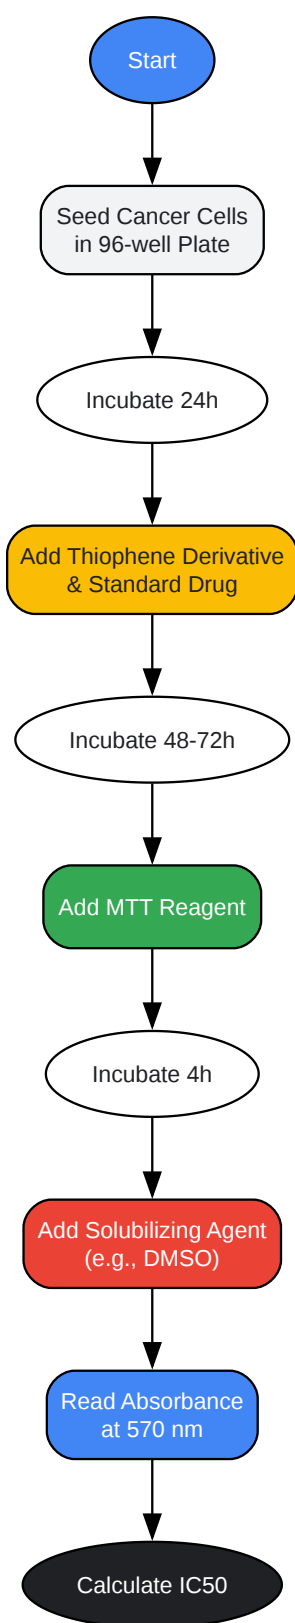 Start
Seed Cancer Cells
in 96-well Plate
Incubate 24h
Add Thiophene Derivative
& Standard Drug
Incubate 48-72h
Add MTT Reagent
Incubate 4h
Add Solubilizing Agent
(e.g., DMSO)
Read Absorbance
at 570 nm
Calculate IC50